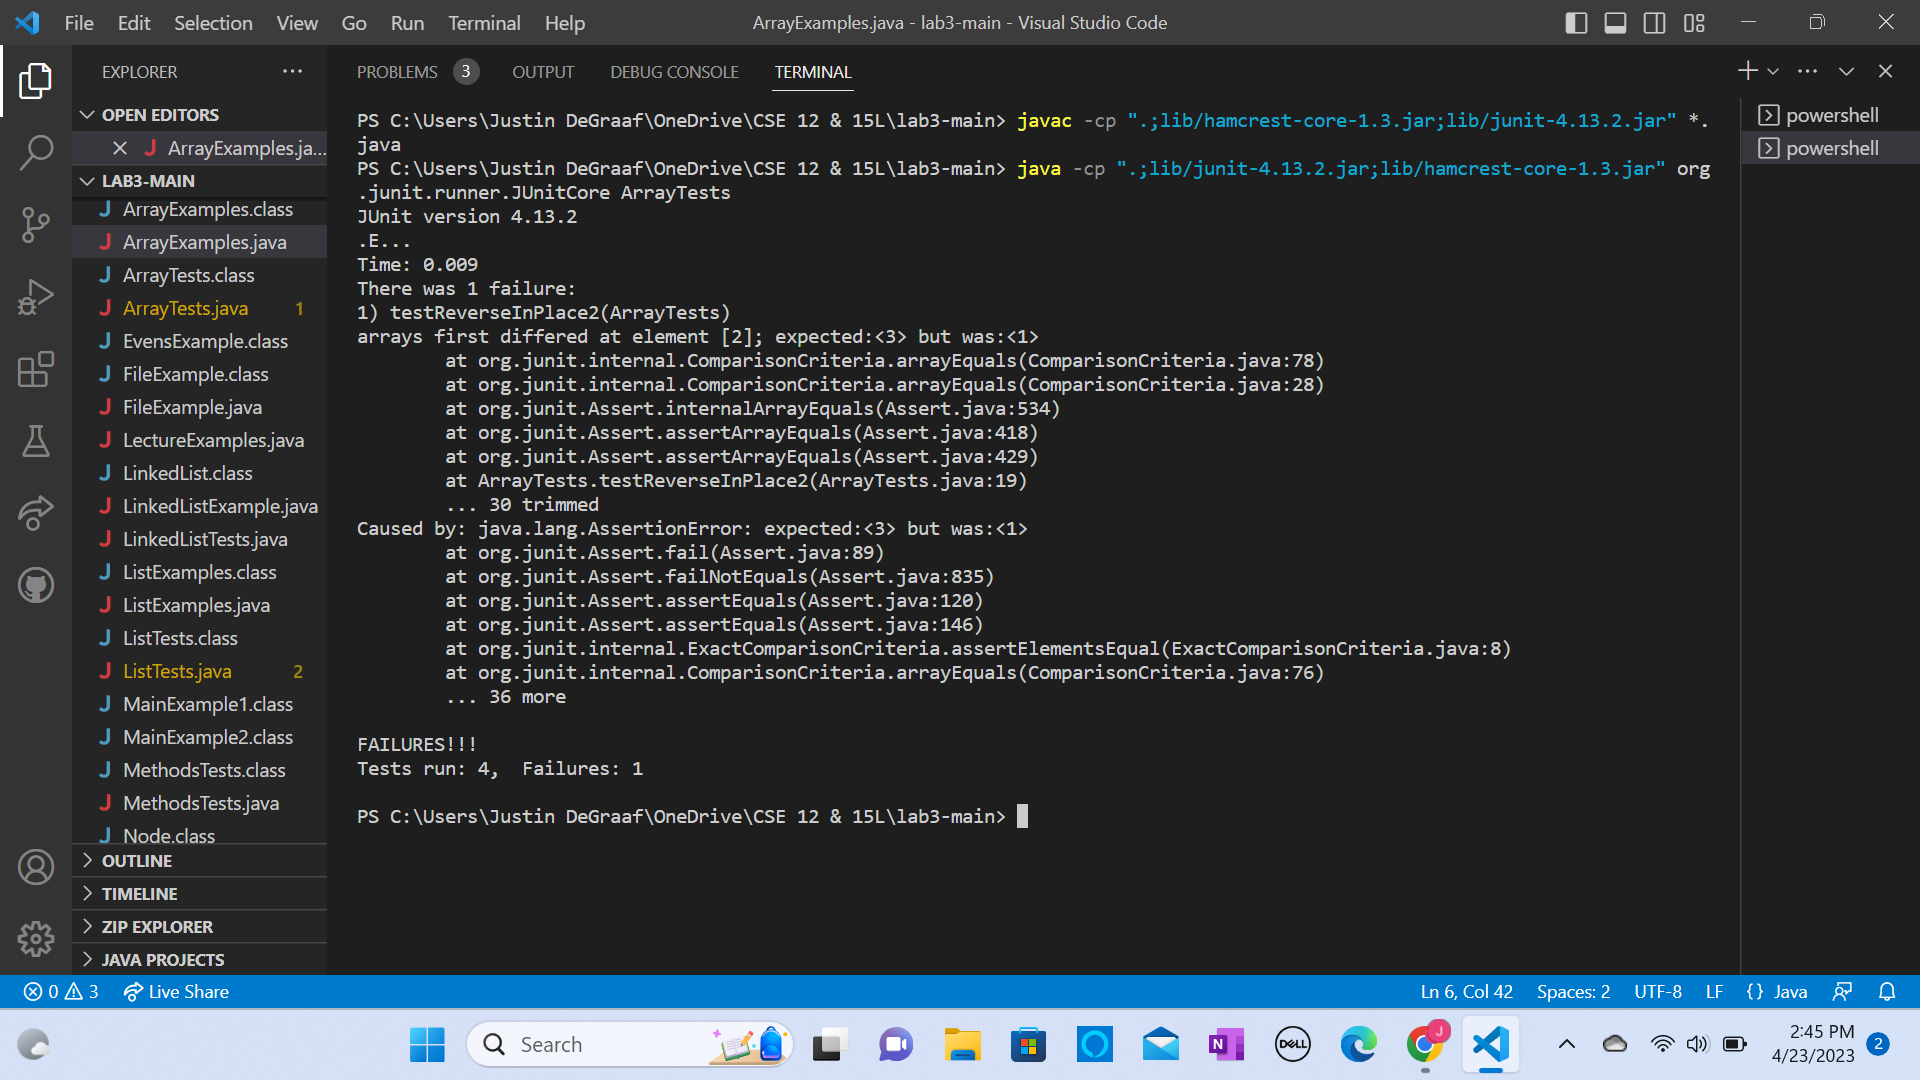 File Edit Selection View Go Run Terminal Help
ArrayExamples.java - lab3-main - Visual Studio Code
EXPLORER
OPEN EDITORS
ArrayExamples.ja...
LAB3-MAIN
ArrayExamples.class
ArrayExamples.java
ArrayTests.class
ArrayTests.java 1
EvensExample.class
FileExample.class
FileExample.java
LectureExamples.java
LinkedList.class
LinkedListExample.java
LinkedListTests.java
ListExamples.class
ListExamples.java
ListTests.class
ListTests.java 2
MainExample1.class
MainExample2.class
MethodsTests.class
MethodsTests.java
Node.class
OUTLINE
TIMELINE
ZIP EXPLORER
JAVA PROJECTS
PROBLEMS 3 OUTPUT DEBUG CONSOLE TERMINAL
PS C:\Users\Justin DeGraaf\OneDrive\CSE 12 & 15L\lab3-main> javac -cp ".;lib/hamcrest-core-1.3.jar;lib/junit-4.13.2.jar" *.
java
PS C:\Users\Justin DeGraaf\OneDrive\CSE 12 & 15L\lab3-main> java -cp ".;lib/junit-4.13.2.jar;lib/hamcrest-core-1.3.jar" org
.junit.runner.JUnitCore ArrayTests
JUnit version 4.13.2
.E...
Time: 0.009
There was 1 failure:
1) testReverseInPlace2(ArrayTests)
arrays first differed at element [2]; expected:<3> but was:<1>
at org.junit.internal.ComparisonCriteria.arrayEquals(ComparisonCriteria.java:78)
at org.junit.internal.ComparisonCriteria.arrayEquals(ComparisonCriteria.java:28)
at org.junit.Assert.internalArrayEquals(Assert.java:534)
at org.junit.Assert.assertArrayEquals(Assert.java:418)
at org.junit.Assert.assertArrayEquals(Assert.java:429)
at ArrayTests.testReverseInPlace2(ArrayTests.java:19)
... 30 trimmed
Caused by: java.lang.AssertionError: expected:<3> but was:<1>
at org.junit.Assert.fail(Assert.java:89)
at org.junit.Assert.failNotEquals(Assert.java:835)
at org.junit.Assert.assertEquals(Assert.java:120)
at org.junit.Assert.assertEquals(Assert.java:146)
at org.junit.internal.ExactComparisonCriteria.assertElementsEqual(ExactComparisonCriteria.java:8)
at org.junit.internal.ComparisonCriteria.arrayEquals(ComparisonCriteria.java:76)
... 36 more
FAILURES!!!
Tests run: 4,  Failures: 1
PS C:\Users\Justin DeGraaf\OneDrive\CSE 12 & 15L\lab3-main>
powershell
powershell
0 3 Live Share
Ln 6, Col 42 Spaces: 2 UTF-8 LF {} Java
Search
N
DELL
J
2:45 PM
4/23/2023
2